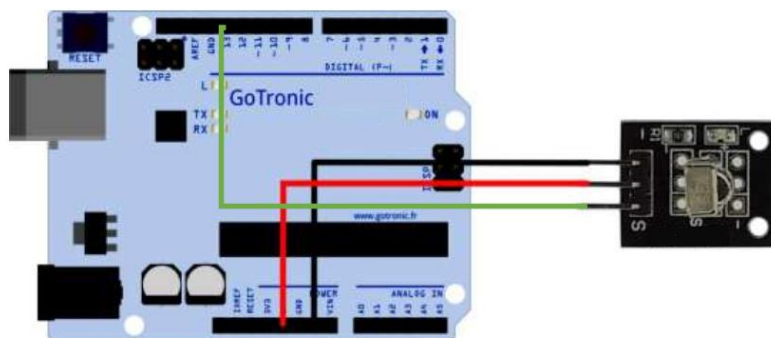 RESET
ICSP2
AREF
GND
13
12
~11
~10
~9
8
7
~6
~5
4
~3
2
TX 1
RX 0
DIGITAL (P~)
L
GoTronic
TX
RX
ON
ICSP
www.gotronic.fr
IOREF
RESET
3V3
GND
VIN
POWER
ANALOG IN
A0
A1
A2
A3
A4
A5
R1
L
S
S